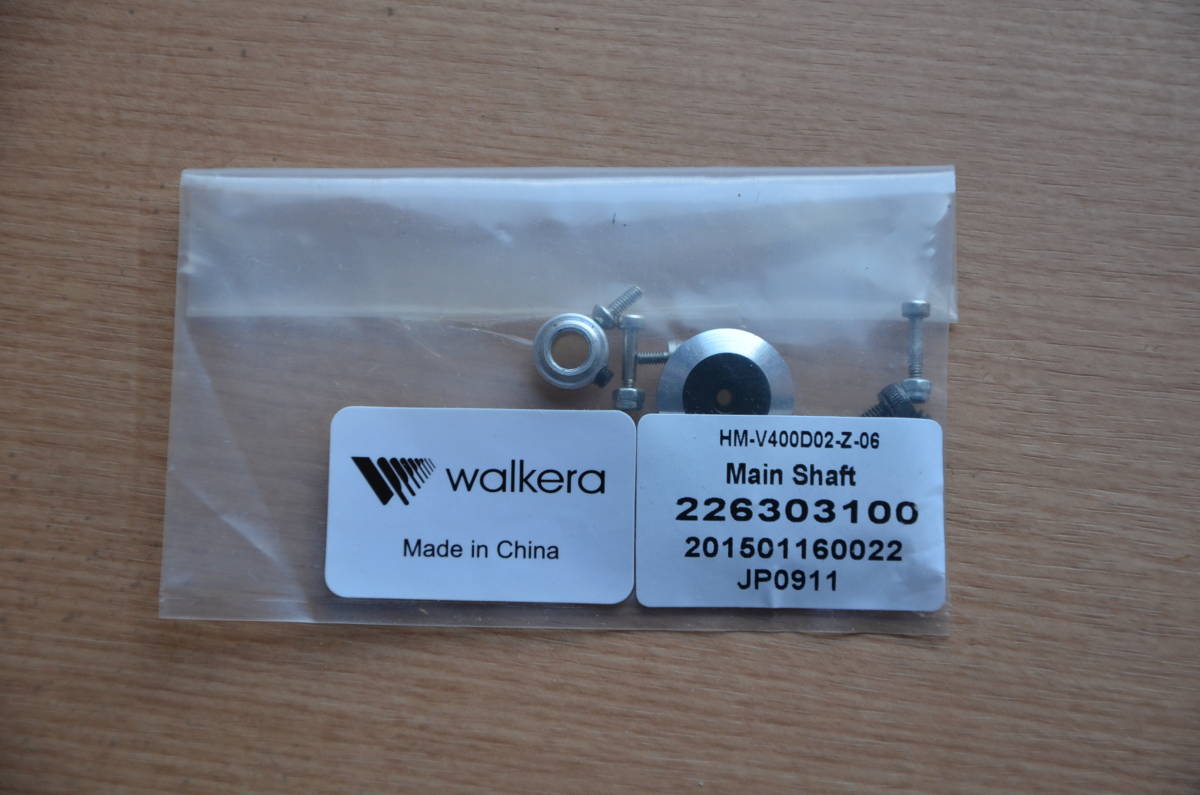 walkera
Made in China
HM-V400D02-Z-06
Main Shaft
226303100
201501160022
JP0911